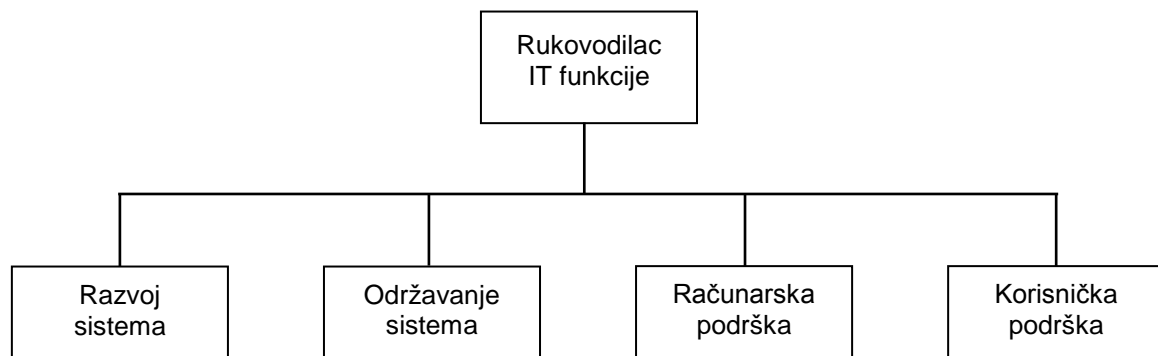 Rukovodilac
IT funkcije
Razvoj
sistema
Održavanje
sistema
Računarska
podrška
Korisnička
podrška